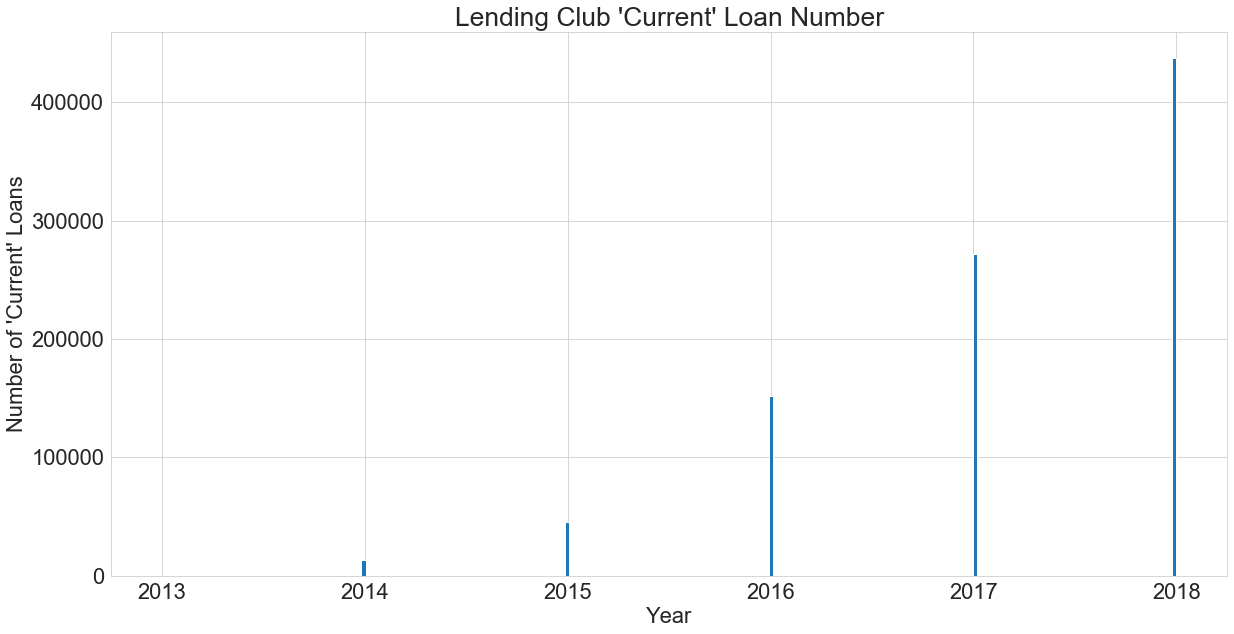 Lending Club 'Current' Loan Number
Number of 'Current' Loans
400000
300000
200000
100000
0
2013 2014 2015 2016 2017 2018
Year